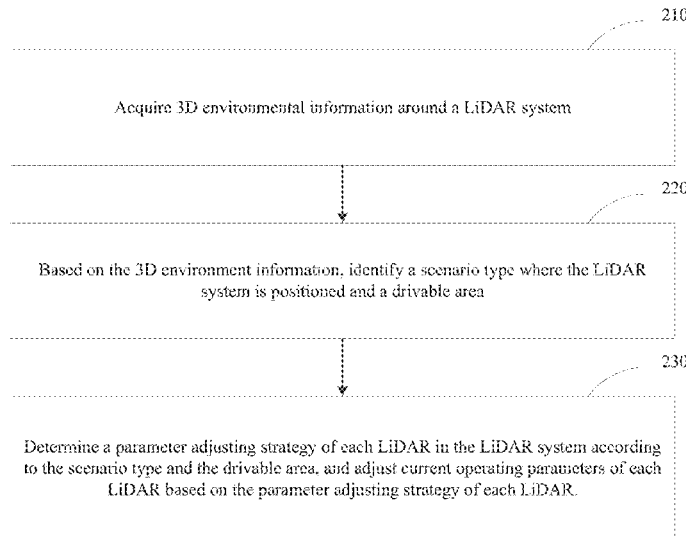 210
Acquire 3D environmental information around a LiDAR system
220
Based on the 3D environment information, identify a scenario type where the LiDAR
system is positioned and a drivable area
230
Determine a parameter adjusting strategy of each LiDAR in the LiDAR system according
to the scenario type and the drivable area, and adjust current operating parameters of each
LiDAR based on the parameter adjusting strategy of each LiDAR.